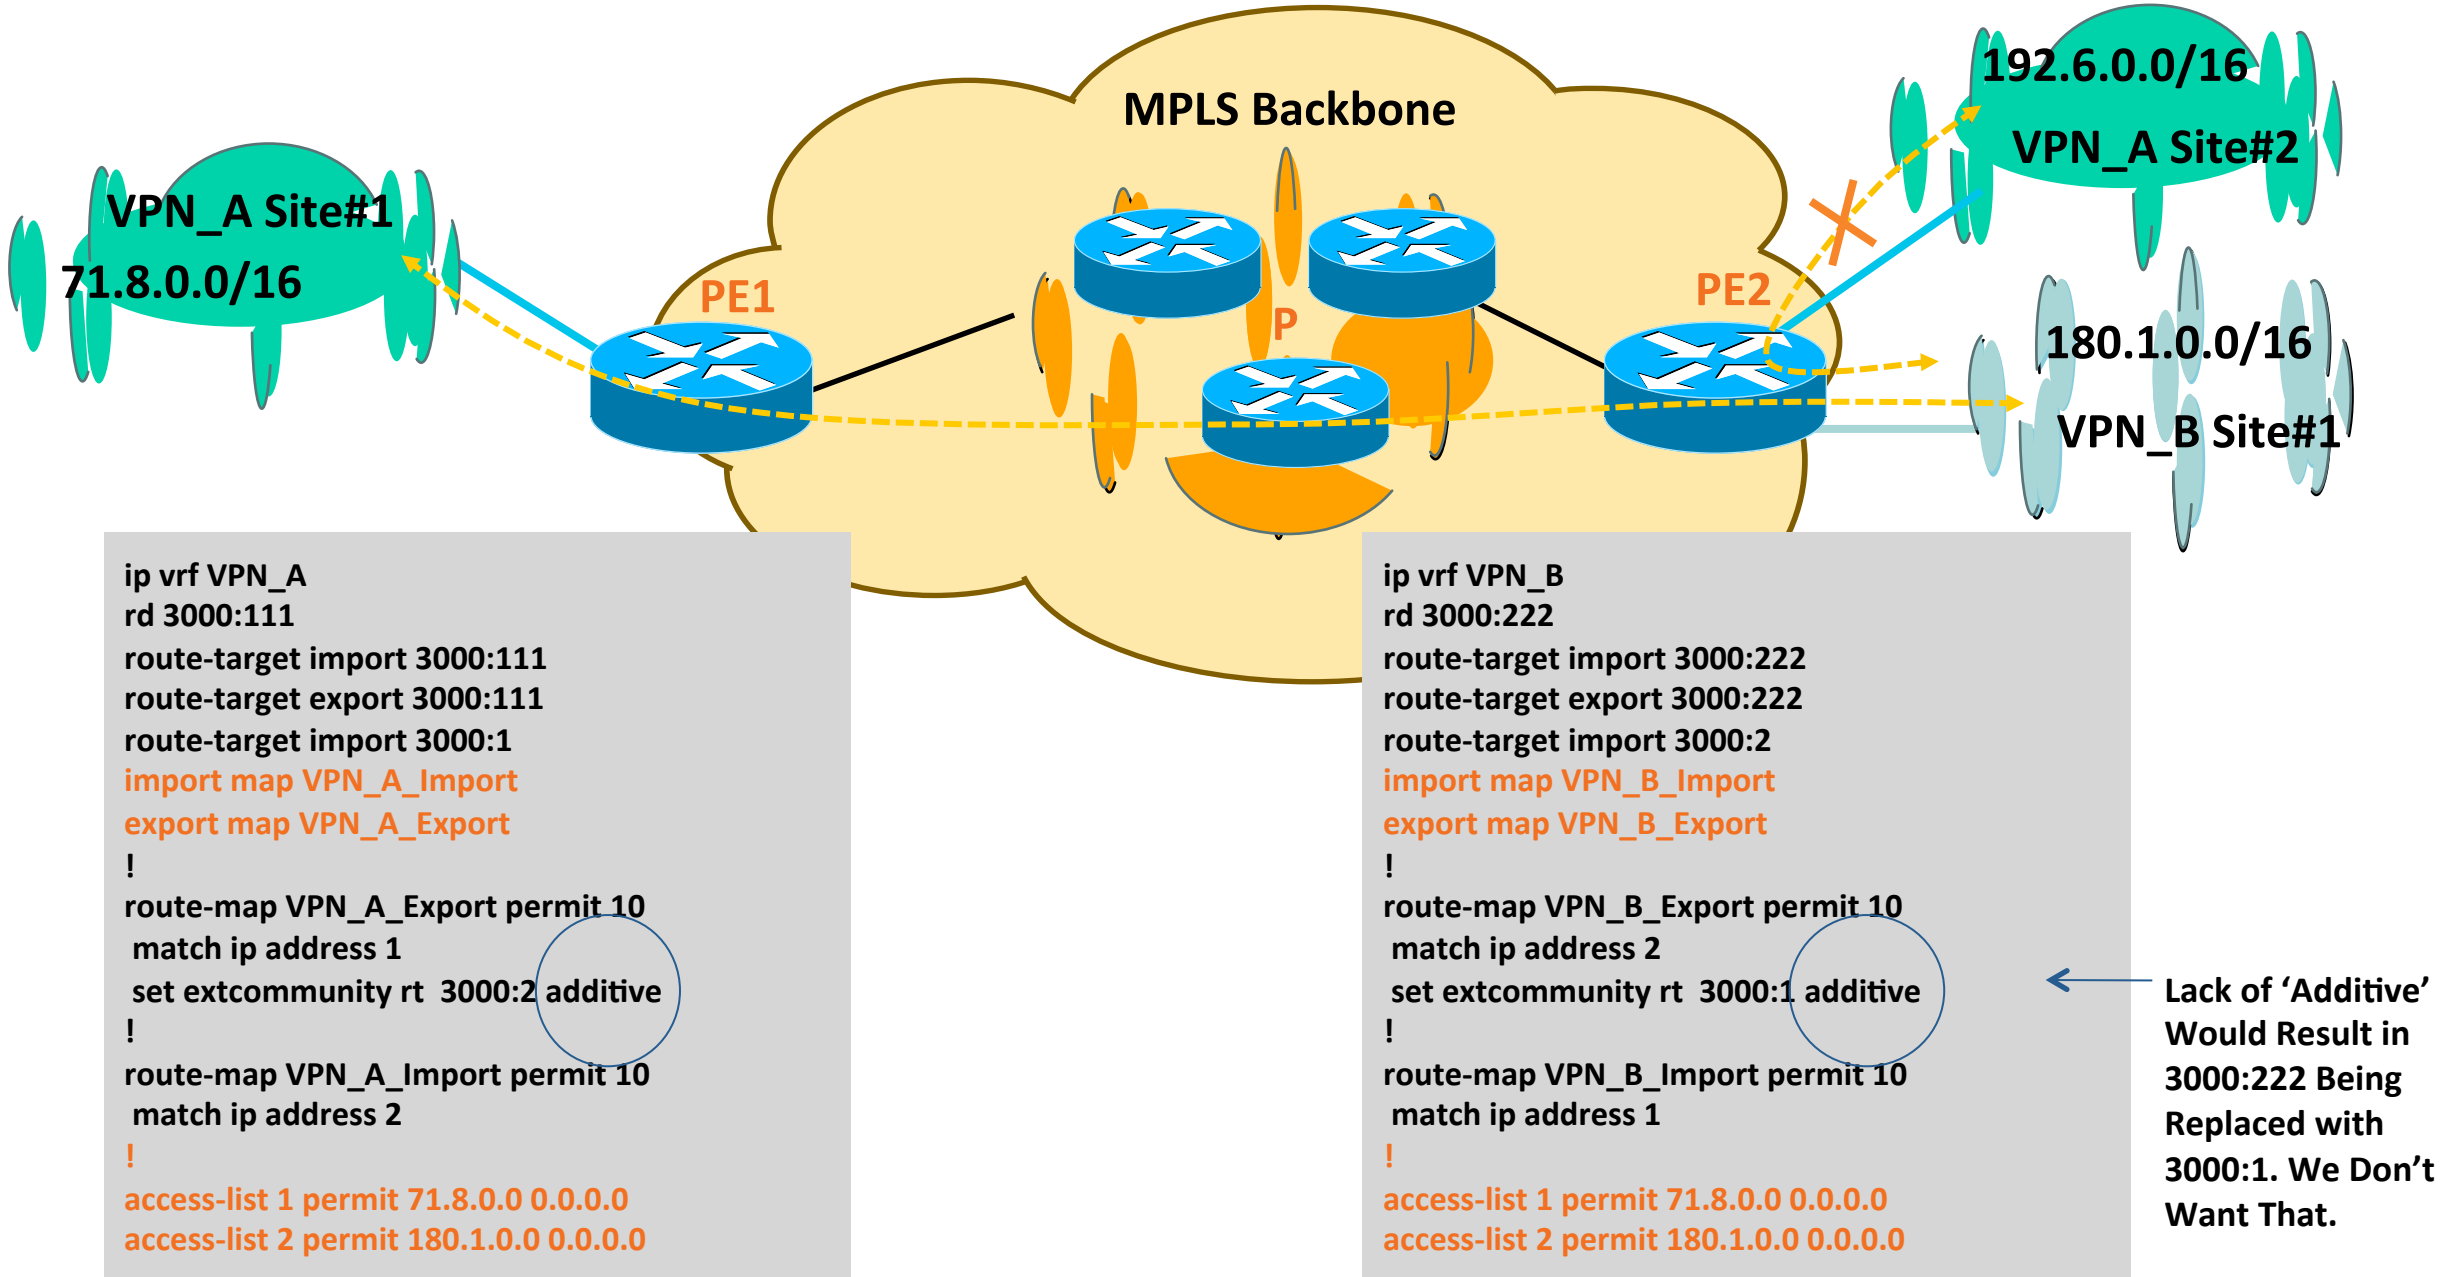 MPLS Backbone
192.6.0.0/16
VPN_A Site#2
VPN_A Site#1
71.8.0.0/16
PE1
P
PE2
180.1.0.0/16
VPN_B Site#1
ip vrf VPN_A
rd 3000:111
route-target import 3000:111
route-target export 3000:111
route-target import 3000:1
import map VPN_A_Import
export map VPN_A_Export
!
route-map VPN_A_Export permit 10
match ip address 1
set extcommunity rt 3000:2 additive
!
route-map VPN_A_Import permit 10
match ip address 2
!
access-list 1 permit 71.8.0.0 0.0.0.0
access-list 2 permit 180.1.0.0 0.0.0.0
ip vrf VPN_B
rd 3000:222
route-target import 3000:222
route-target export 3000:222
route-target import 3000:2
import map VPN_B_Import
export map VPN_B_Export
!
route-map VPN_B_Export permit 10
match ip address 2
set extcommunity rt 3000:1 additive
!
route-map VPN_B_Import permit 10
match ip address 1
!
access-list 1 permit 71.8.0.0 0.0.0.0
access-list 2 permit 180.1.0.0 0.0.0.0
Lack of ‘Additive’
Would Result in
3000:222 Being
Replaced with
3000:1. We Don’t
Want That.